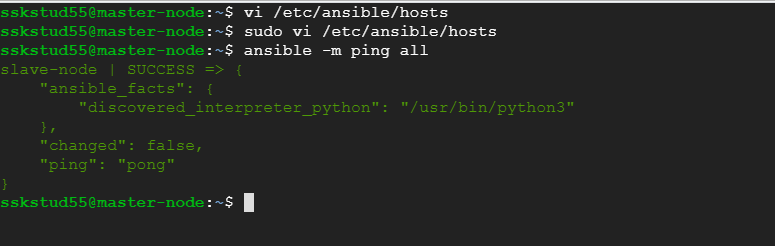 sskstud55@master-node:~$ vi /etc/ansible/hosts
sskstud55@master-node:~$ sudo vi /etc/ansible/hosts
sskstud55@master-node:~$ ansible -m ping all
slave-node | SUCCESS => {
    "ansible_facts": {
        "discovered_interpreter_python": "/usr/bin/python3"
    },
    "changed": false,
    "ping": "pong"
}
sskstud55@master-node:~$